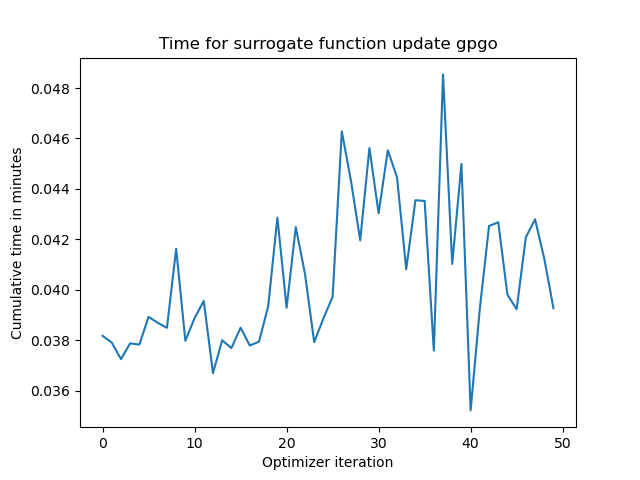 Time for surrogate function update gpgo
Cumulative time in minutes
0.048
0.046
0.044
0.042
0.040
0.038
0.036
0 10 20 30 40 50
Optimizer iteration